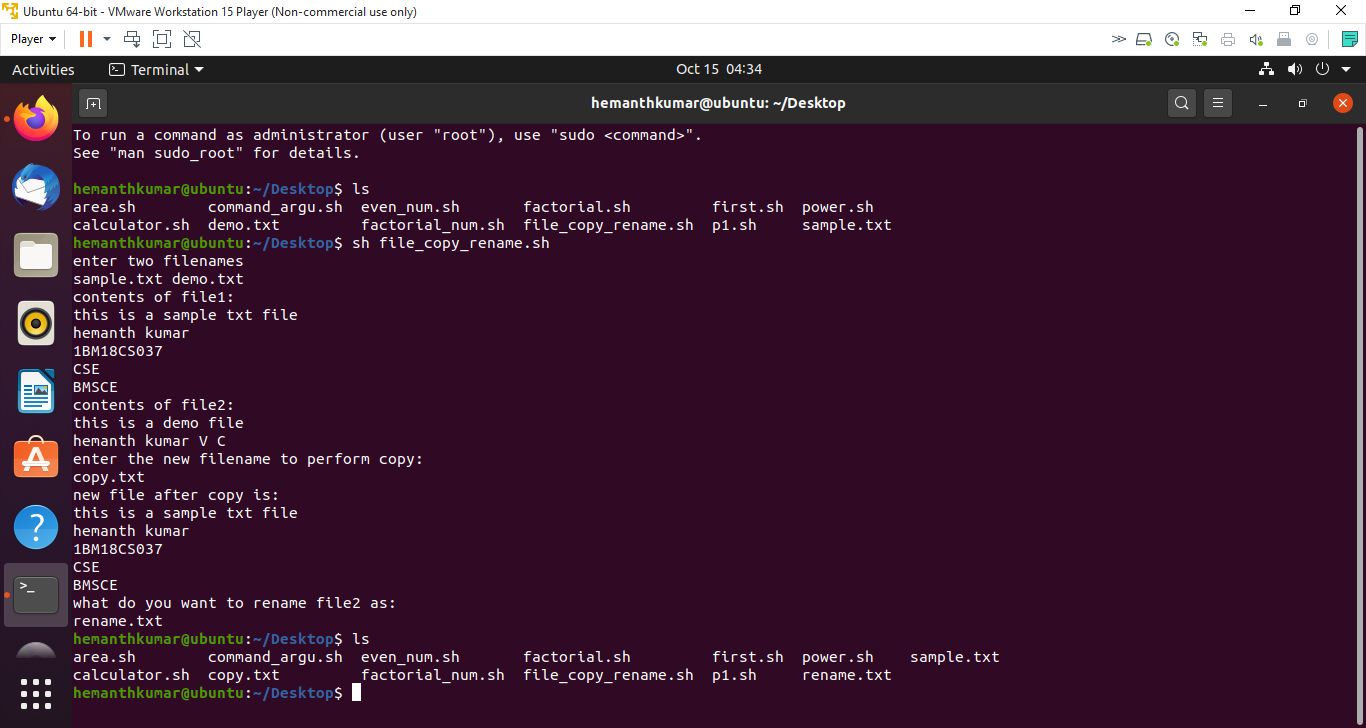 Ubuntu 64-bit - VMware Workstation 15 Player (Non-commercial use only)
Player
Activities Terminal Oct 15 04:34
hemanthkumar@ubuntu: ~/Desktop
To run a command as administrator (user "root"), use "sudo <command>".
See "man sudo_root" for details.
hemanthkumar@ubuntu:~/Desktop$ ls
area.sh command_argu.sh even_num.sh factorial.sh first.sh power.sh
calculator.sh demo.txt factorial_num.sh file_copy_rename.sh p1.sh sample.txt
hemanthkumar@ubuntu:~/Desktop$ sh file_copy_rename.sh
enter two filenames
sample.txt demo.txt
contents of file1:
this is a sample txt file
hemanth kumar
1BM18CS037
CSE
BMSCE
contents of file2:
this is a demo file
hemanth kumar V C
enter the new filename to perform copy:
copy.txt
new file after copy is:
this is a sample txt file
hemanth kumar
1BM18CS037
CSE
BMSCE
what do you want to rename file2 as:
rename.txt
hemanthkumar@ubuntu:~/Desktop$ ls
area.sh command_argu.sh even_num.sh factorial.sh first.sh power.sh sample.txt
calculator.sh copy.txt factorial_num.sh file_copy_rename.sh p1.sh rename.txt
hemanthkumar@ubuntu:~/Desktop$